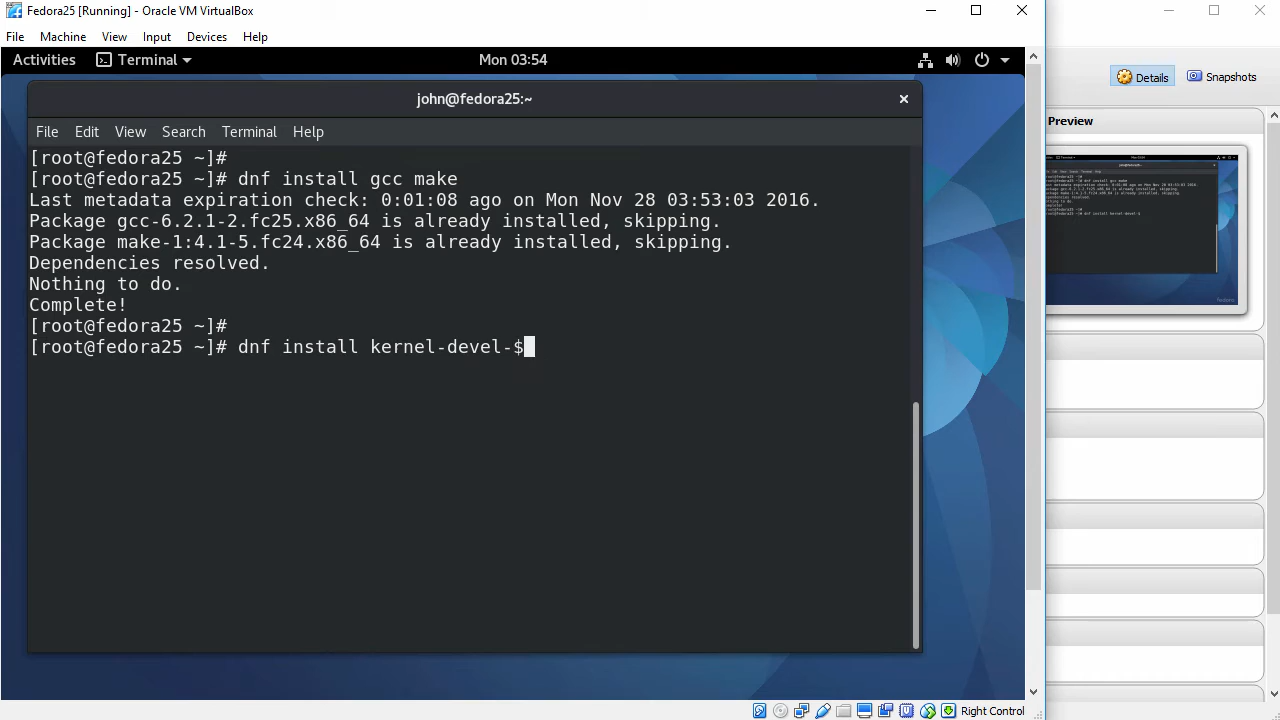 Fedora25 [Running] - Oracle VM VirtualBox
File Machine View Input Devices Help
Activities Terminal Mon 03:54
Details Snapshots
john@fedora25:~
Preview
File Edit View Search Terminal Help
[root@fedora25 ~]#
[root@fedora25 ~]# dnf install gcc make
Last metadata expiration check: 0:01:08 ago on Mon Nov 28 03:53:03 2016.
Package gcc-6.2.1-2.fc25.x86_64 is already installed, skipping.
Package make-1:4.1-5.fc24.x86_64 is already installed, skipping.
Dependencies resolved.
Nothing to do.
Complete!
[root@fedora25 ~]#
[root@fedora25 ~]# dnf install kernel-devel-$
Right Control